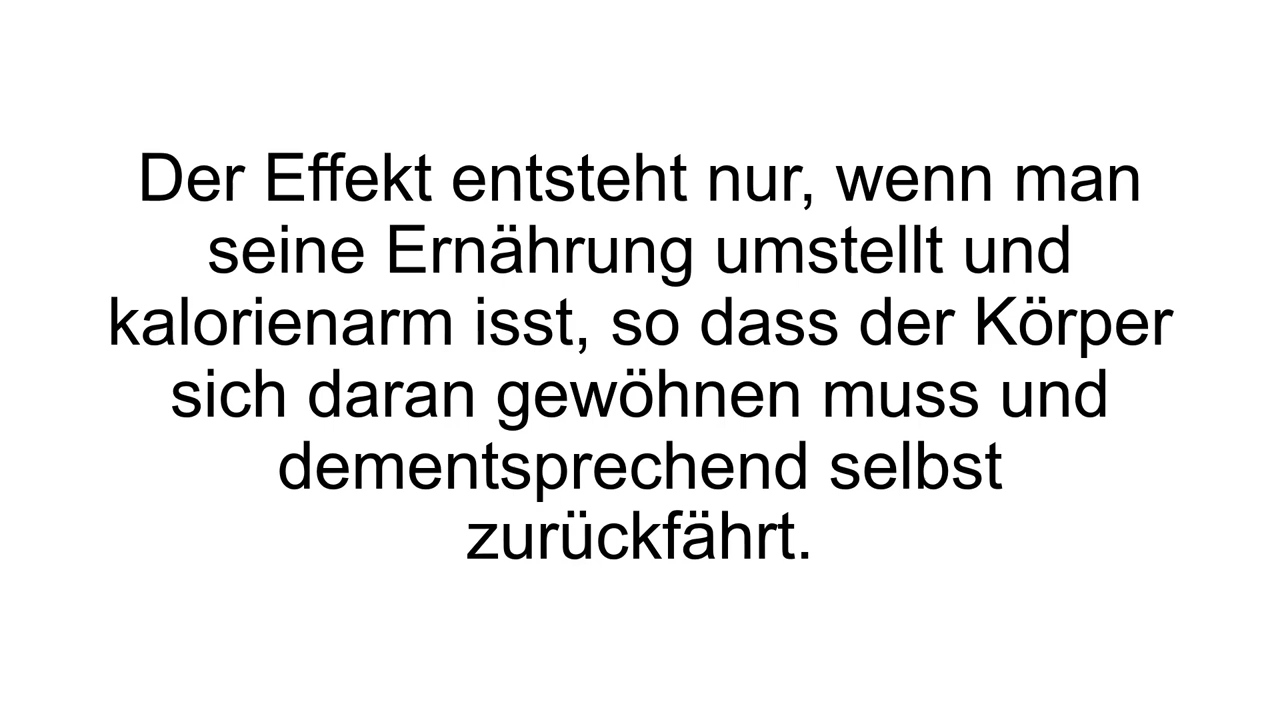 Der Effekt entsteht nur, wenn man
seine Ernährung umstellt und
kalorienarm isst, so dass der Körper
sich daran gewöhnen muss und
dementsprechend selbst
zurückfährt.